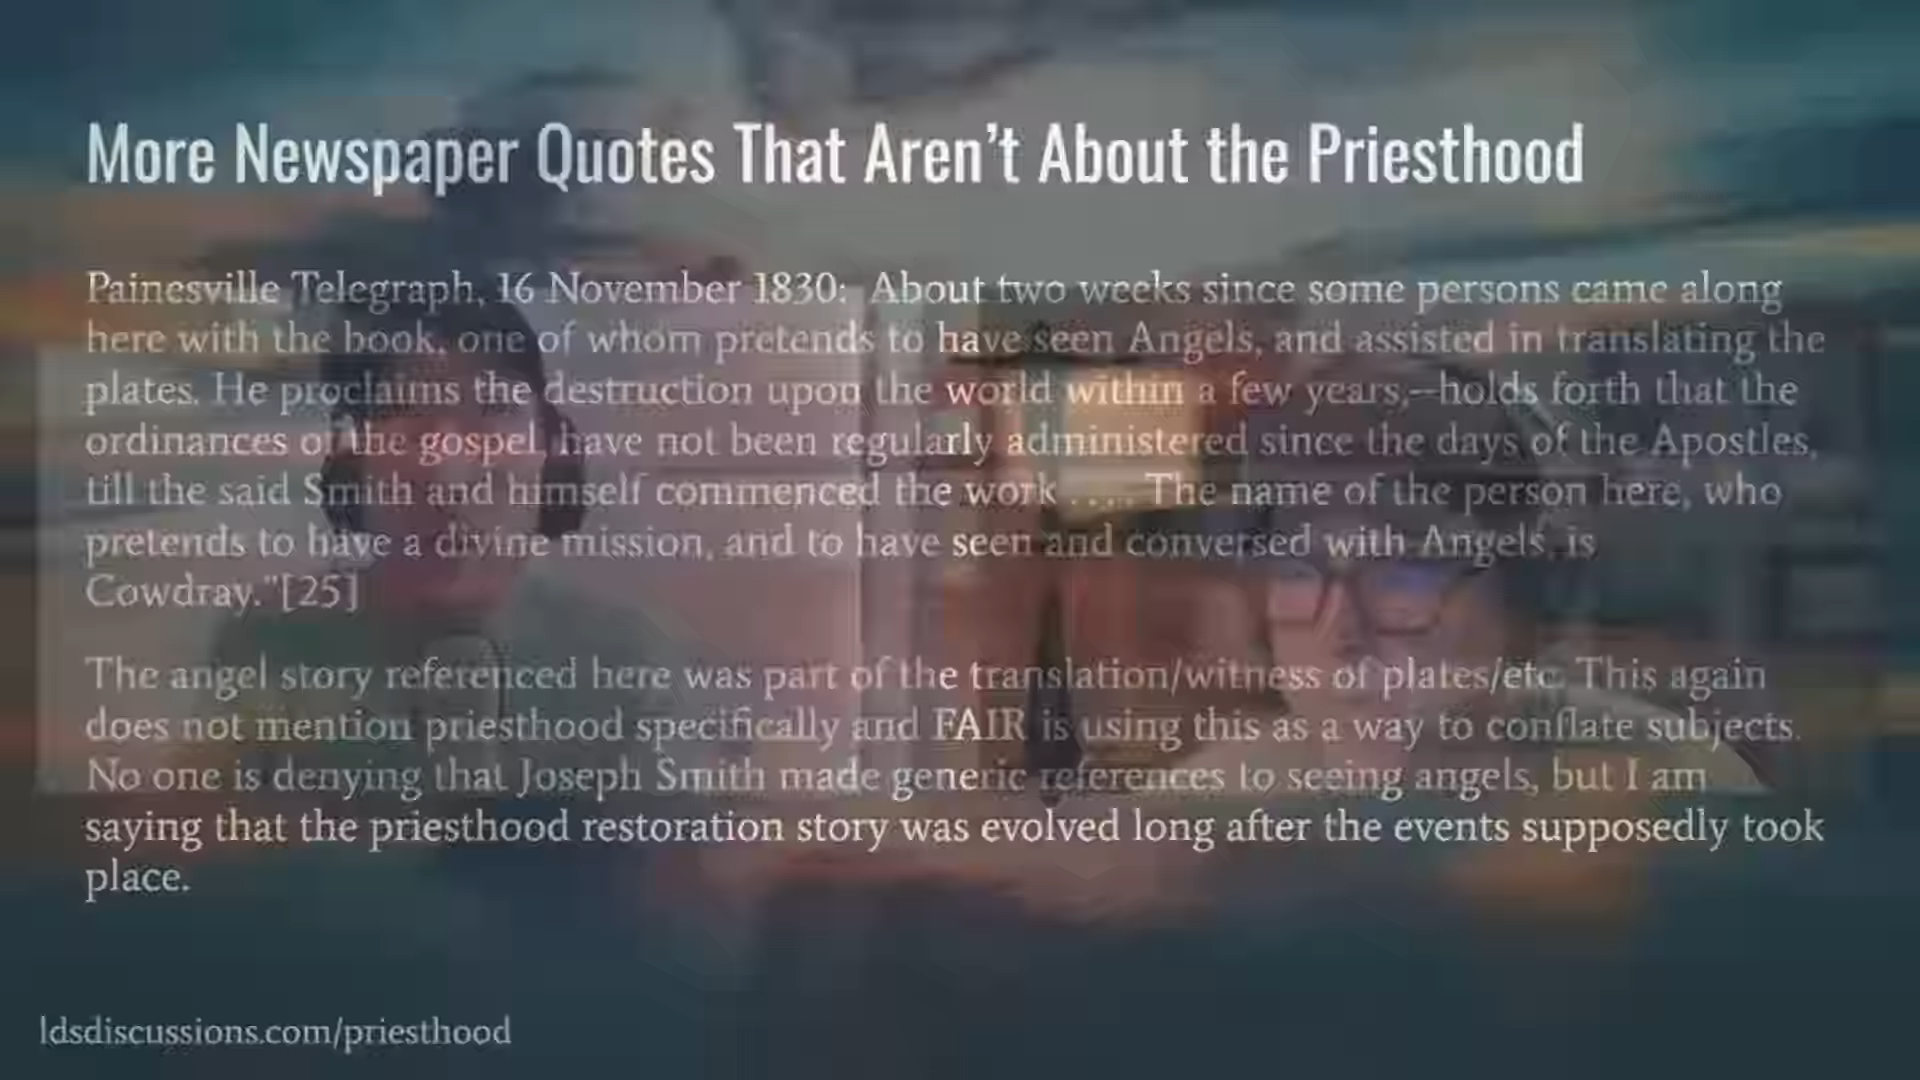 More Newspaper Quotes That Aren't About the Priesthood
Painesville Telegraph, 16 November 1830: About two weeks since some persons came along
here with the book, one of whom pretends to have seen Angels, and assisted in translating the
plates. He proclaims the destruction upon the world within a few years,--holds forth that the
ordinances of the gospel, have not been regularly administered since the days of the Apostles,
till the said Smith and himself commenced the work . . . . The name of the person here, who
pretends to have a divine mission, and to have seen and conversed with Angels, is
Cowdray."[25]
The angel story referenced here was part of the translation/witness of plates/etc. This again
does not mention priesthood specifically and FAIR is using this as a way to conflate subjects.
No one is denying that Joseph Smith made generic references to seeing angels, but I am
saying that the priesthood restoration story was evolved long after the events supposedly took
place.
ldsdiscussions.com/priesthood